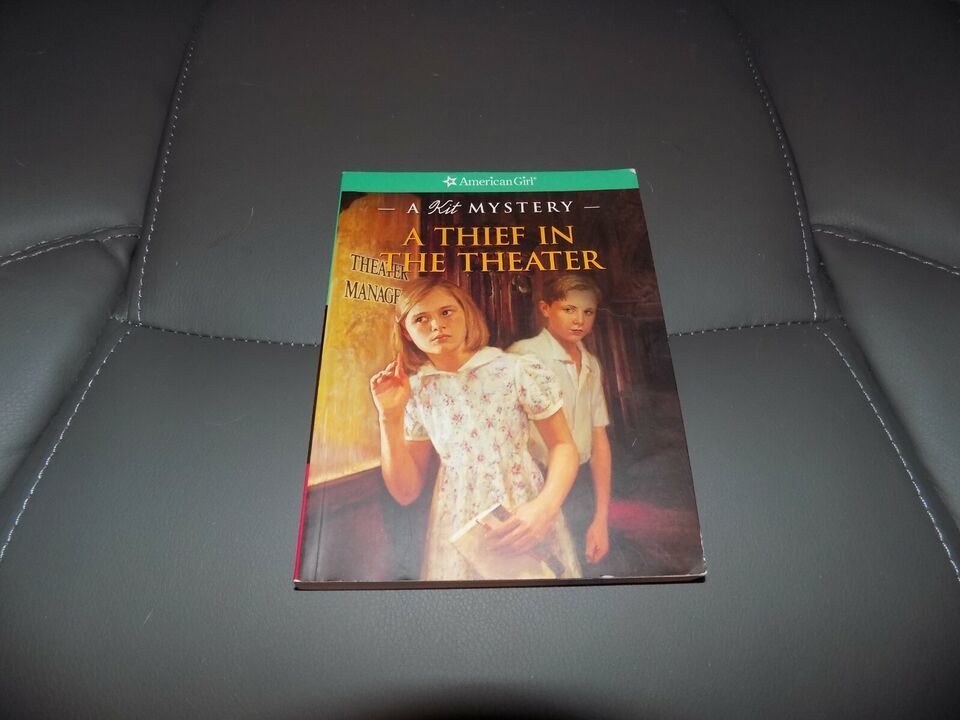 American Girl®
— A Kit MYSTERY —
A THIEF IN
THE THEATER
THEATER
MANAGE